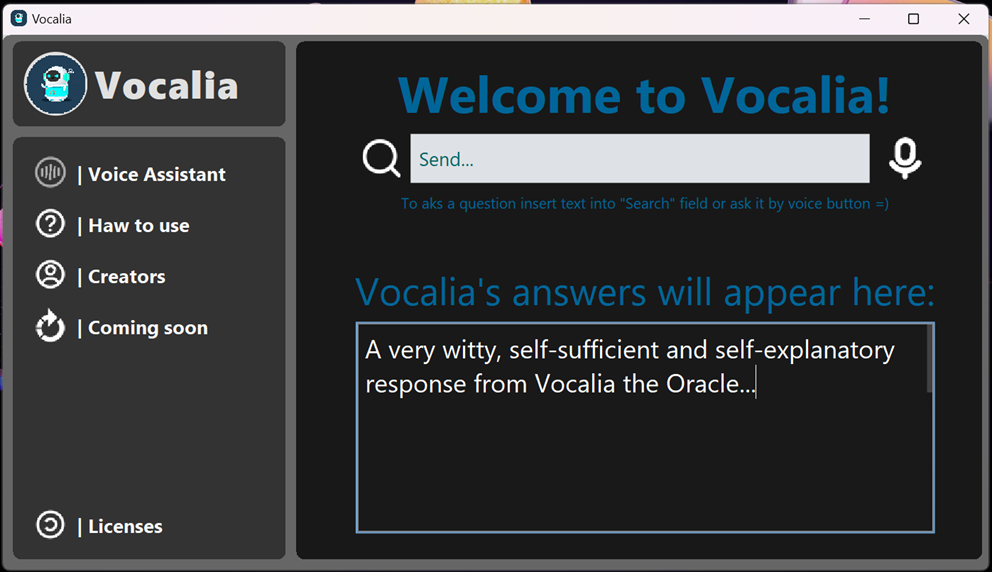 Vocalia
Vocalia
| Voice Assistant
| Haw to use
| Creators
| Coming soon
| Licenses
Welcome to Vocalia!
Send...
To aks a question insert text into "Search" field or ask it by voice button =)
Vocalia's answers will appear here:
A very witty, self-sufficient and self-explanatory
response from Vocalia the Oracle...